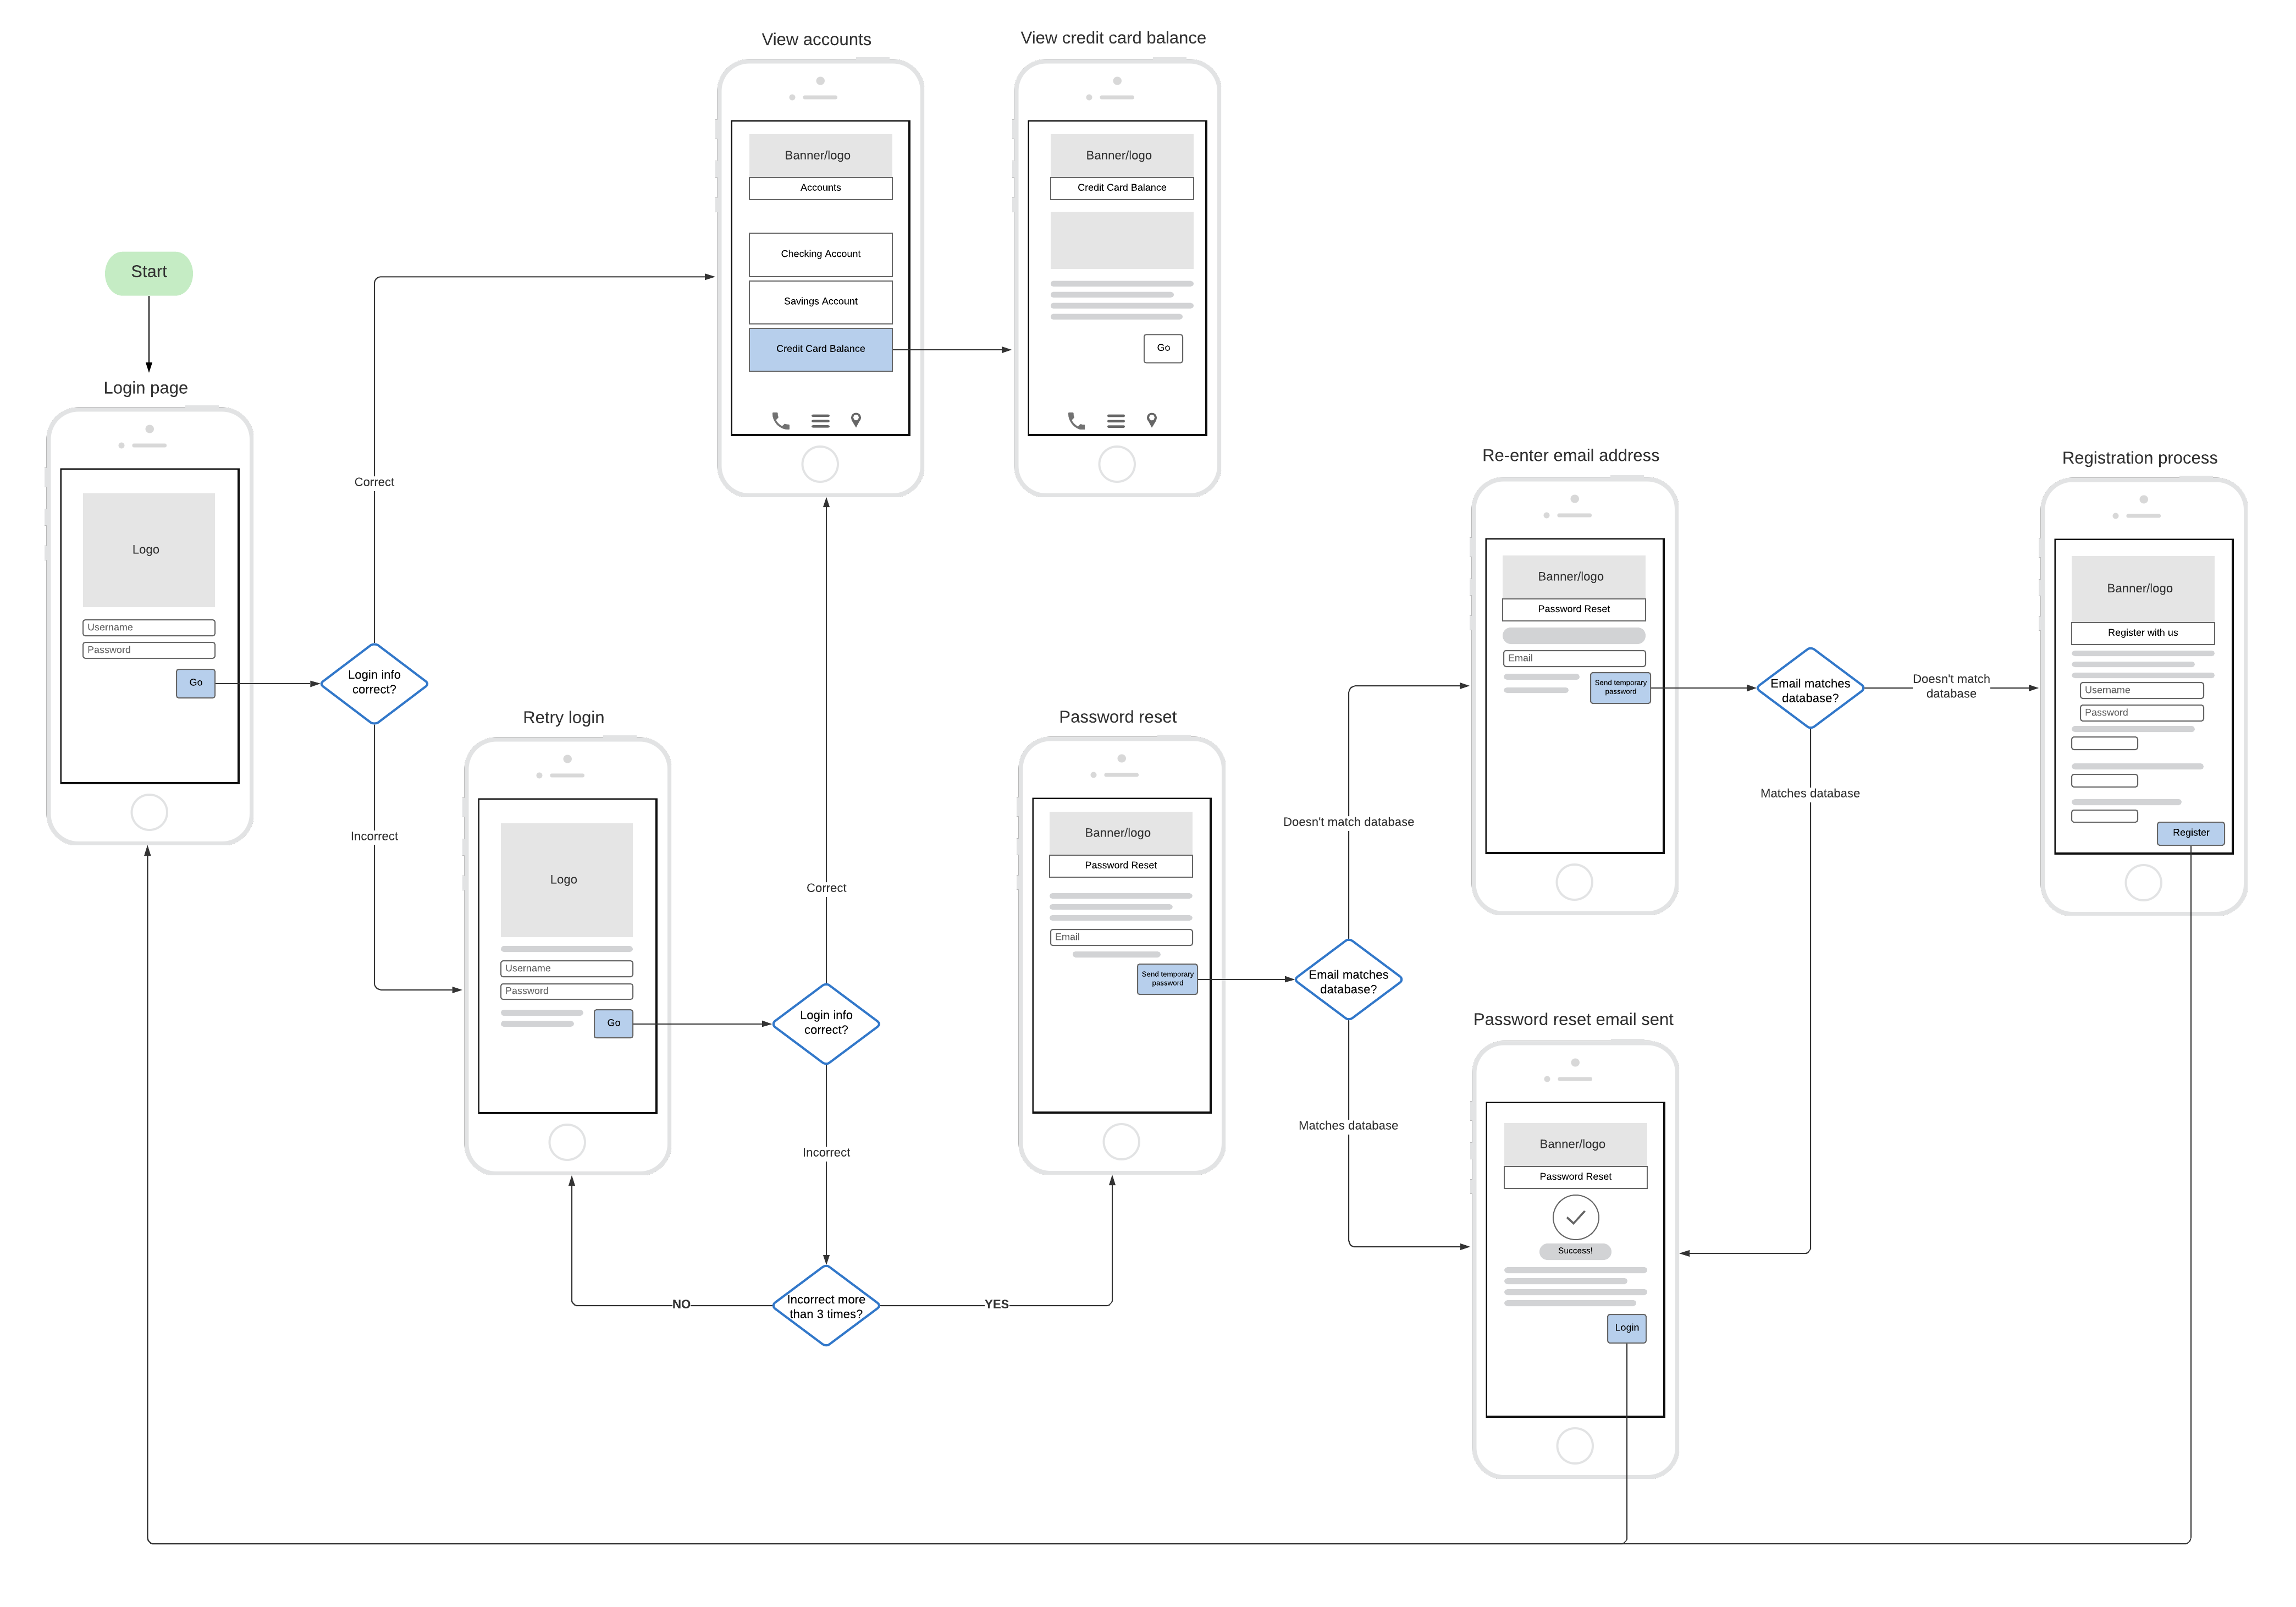 View accounts
Banner/logo
Accounts
Checking Account
Savings Account
Credit Card Balance
View credit card balance
Banner/logo
Credit Card Balance
Go
Start
Login page
Logo
Username
Password
Go
Login info
correct?
Correct
Incorrect
Retry login
Logo
Username
Password
Go
Login info
correct?
Correct
Incorrect
Incorrect more
than 3 times?
NO
YES
Password reset
Banner/logo
Password Reset
Email
Send temporary
password
Email matches
database?
Doesn't match database
Matches database
Re-enter email address
Banner/logo
Password Reset
Email
Send temporary
password
Email matches
database?
Doesn't match
database
Matches database
Registration process
Banner/logo
Register with us
Username
Password
Register
Password reset email sent
Banner/logo
Password Reset
Success!
Login